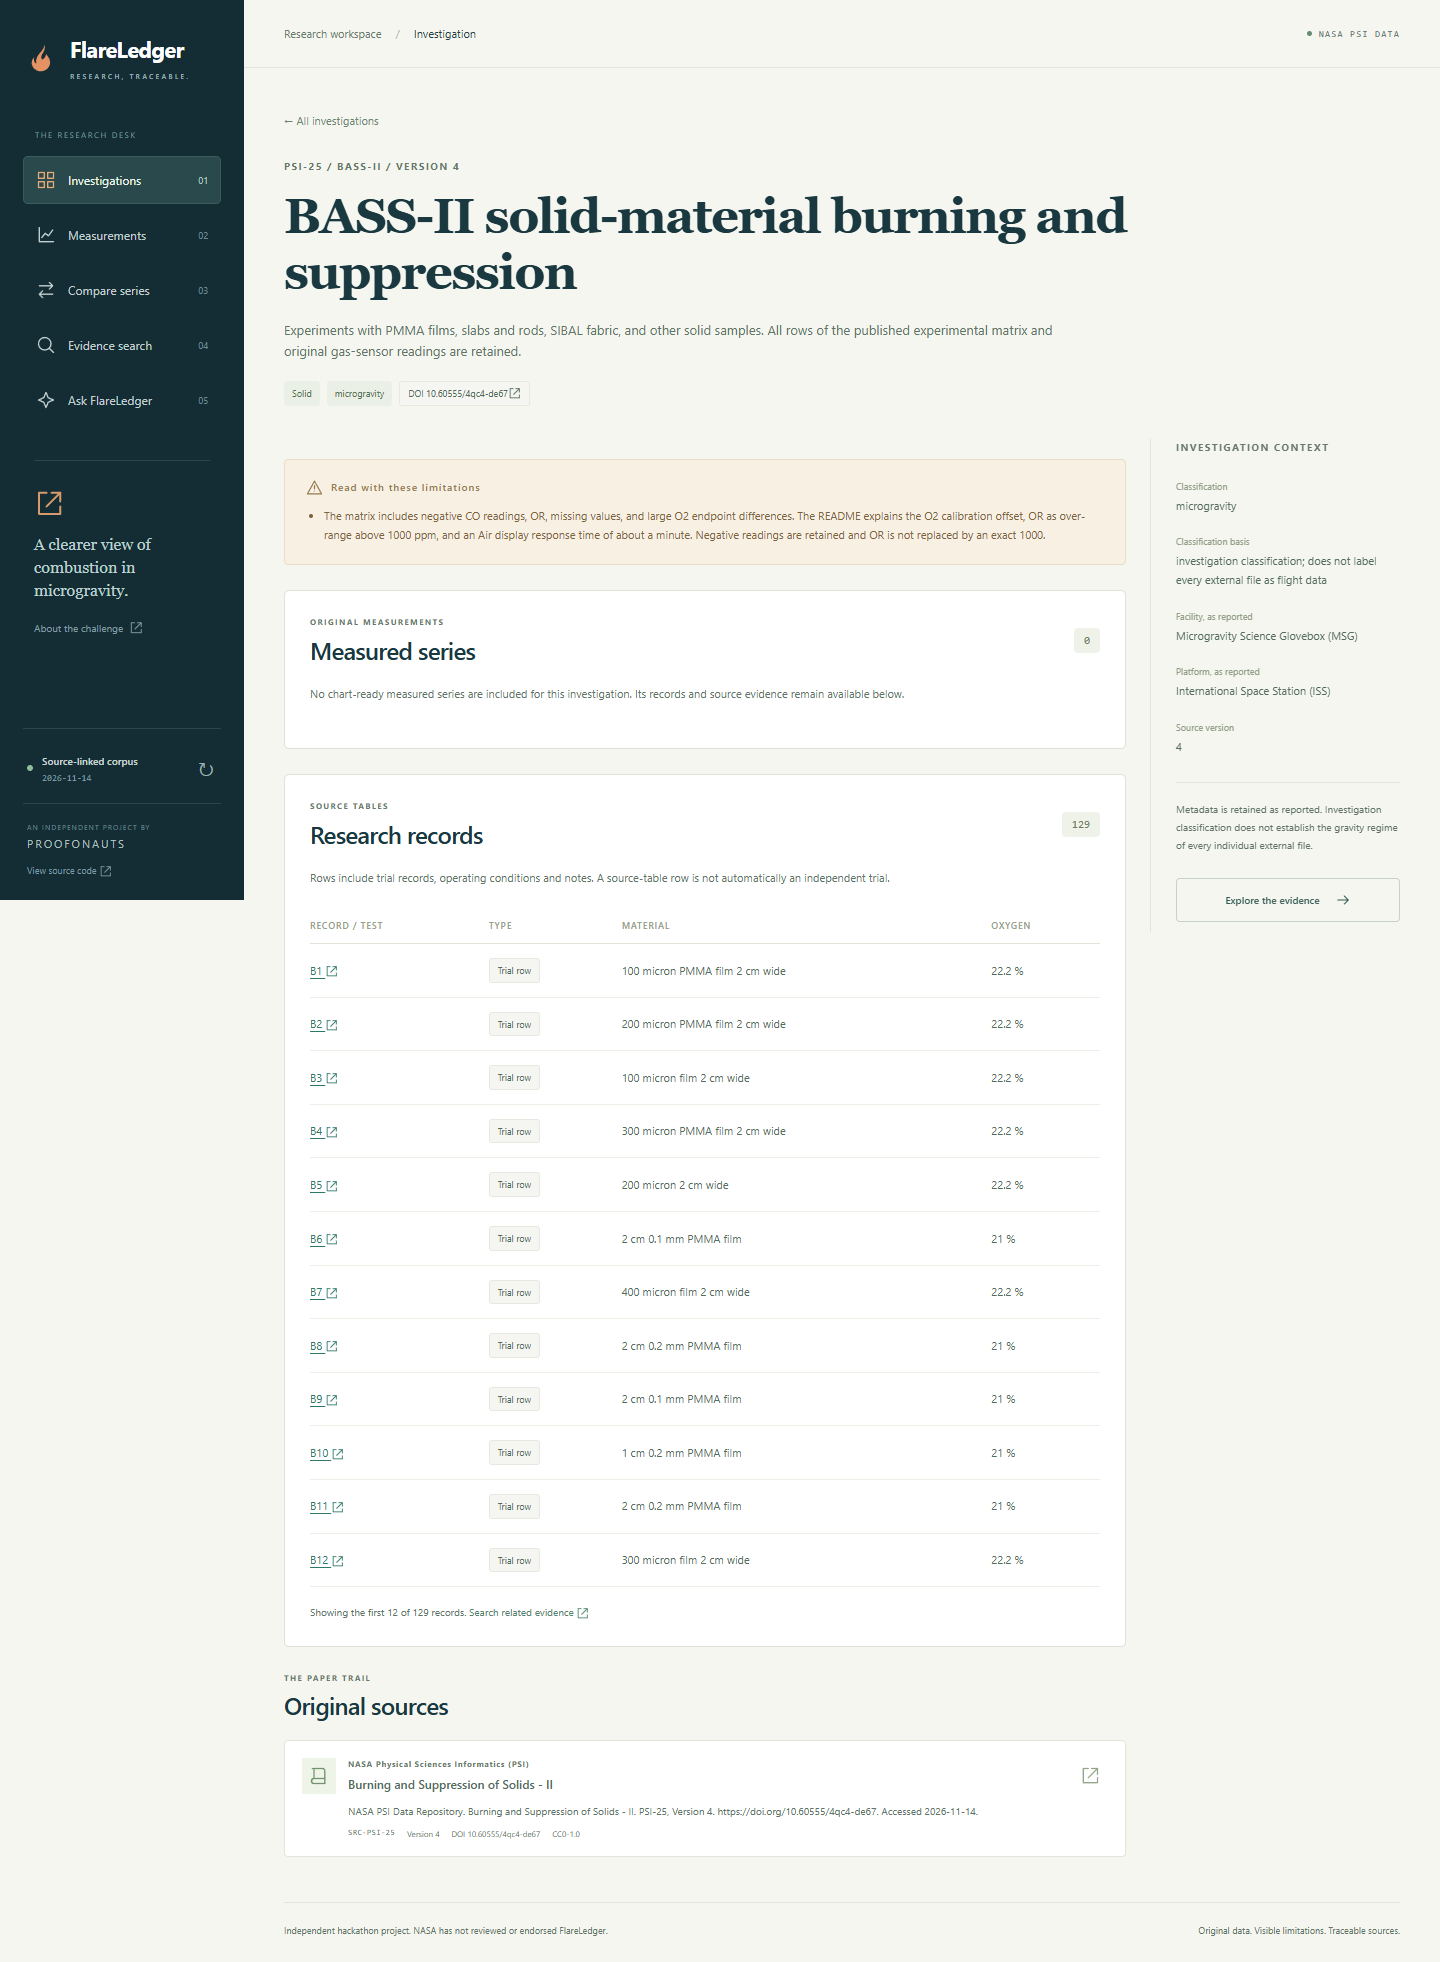 FlareLedger
RESEARCH, TRACEABLE.
THE RESEARCH DESK
Investigations 01
Measurements 02
Compare series 03
Evidence search 04
Ask FlareLedger 05
A clearer view of
combustion in
microgravity.
About the challenge
Source-linked corpus
2026-11-14
AN INDEPENDENT PROJECT BY
PROOFONAUTS
View source code
Research workspace / Investigation
NASA PSI DATA
← All investigations
PSI-25 / BASS-II / VERSION 4
BASS-II solid-material burning and
suppression
Experiments with PMMA films, slabs and rods, SIBAL fabric, and other solid samples. All rows of the published experimental matrix and
original gas-sensor readings are retained.
Solid microgravity DOI 10.60555/4qc4-de67
Read with these limitations
• The matrix includes negative CO readings, OR, missing values, and large O2 endpoint differences. The README explains the O2 calibration offset, OR as over-
range above 1000 ppm, and an Air display response time of about a minute. Negative readings are retained and OR is not replaced by an exact 1000.
ORIGINAL MEASUREMENTS
Measured series
0
No chart-ready measured series are included for this investigation. Its records and source evidence remain available below.
SOURCE TABLES
Research records
129
Rows include trial records, operating conditions and notes. A source-table row is not automatically an independent trial.
RECORD / TEST TYPE MATERIAL OXYGEN
B1 Trial row 100 micron PMMA film 2 cm wide 22.2 %
B2 Trial row 200 micron PMMA film 2 cm wide 22.2 %
B3 Trial row 100 micron film 2 cm wide 22.2 %
B4 Trial row 300 micron PMMA film 2 cm wide 22.2 %
B5 Trial row 200 micron 2 cm wide 22.2 %
B6 Trial row 2 cm 0.1 mm PMMA film 21 %
B7 Trial row 400 micron film 2 cm wide 22.2 %
B8 Trial row 2 cm 0.2 mm PMMA film 21 %
B9 Trial row 2 cm 0.1 mm PMMA film 21 %
B10 Trial row 1 cm 0.2 mm PMMA film 21 %
B11 Trial row 2 cm 0.2 mm PMMA film 21 %
B12 Trial row 300 micron film 2 cm wide 22.2 %
Showing the first 12 of 129 records. Search related evidence
INVESTIGATION CONTEXT
Classification
microgravity
Classification basis
investigation classification; does not label
every external file as flight data
Facility, as reported
Microgravity Science Glovebox (MSG)
Platform, as reported
International Space Station (ISS)
Source version
4
Metadata is retained as reported. Investigation
classification does not establish the gravity regime
of every individual external file.
Explore the evidence →
THE PAPER TRAIL
Original sources
NASA Physical Sciences Informatics (PSI)
Burning and Suppression of Solids - II
NASA PSI Data Repository. Burning and Suppression of Solids - II. PSI-25, Version 4. https://doi.org/10.60555/4qc4-de67. Accessed 2026-11-14.
SRC-PSI-25 Version 4 DOI 10.60555/4qc4-de67 CC0-1.0
Independent hackathon project. NASA has not reviewed or endorsed FlareLedger.
Original data. Visible limitations. Traceable sources.